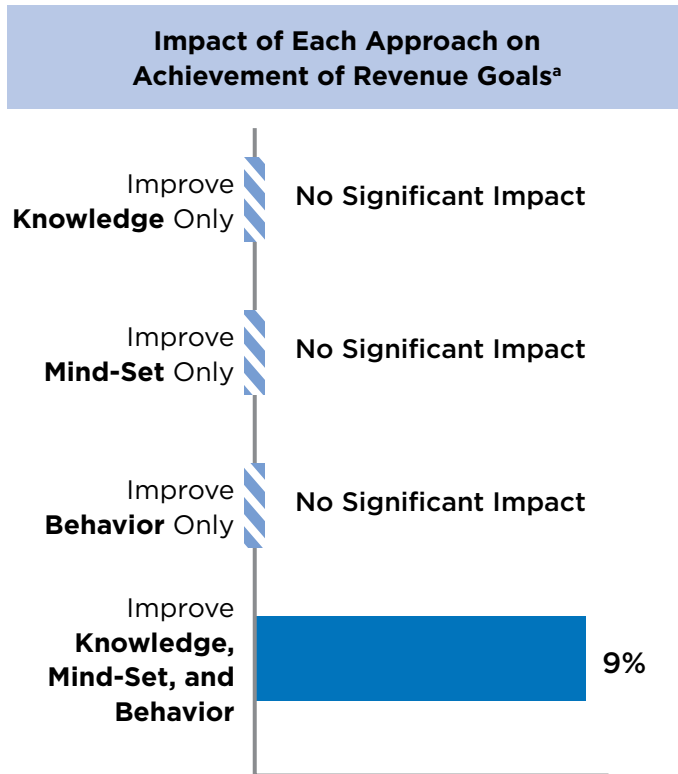 Impact of Each Approach on
Achievement of Revenue Goalsᵃ
Improve
Knowledge Only
No Significant Impact
Improve
Mind-Set Only
No Significant Impact
Improve
Behavior Only
No Significant Impact
Improve
Knowledge,
Mind-Set, and
Behavior
9%